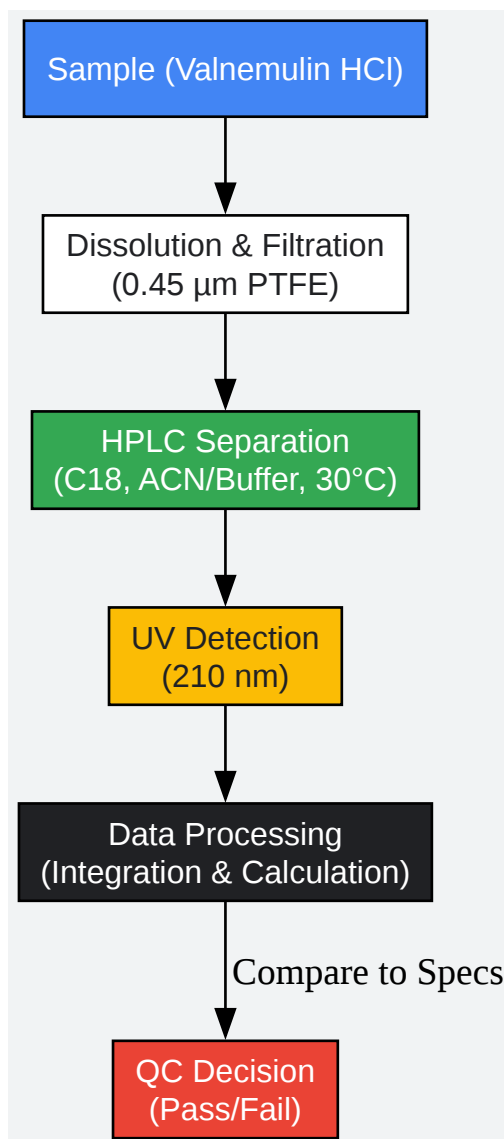 Sample (Valnemulin HCl)
Dissolution & Filtration
(0.45 µm PTFE)
HPLC Separation
(C18, ACN/Buffer, 30°C)
UV Detection
(210 nm)
Data Processing
(Integration & Calculation)
Compare to Specs
QC Decision
(Pass/Fail)